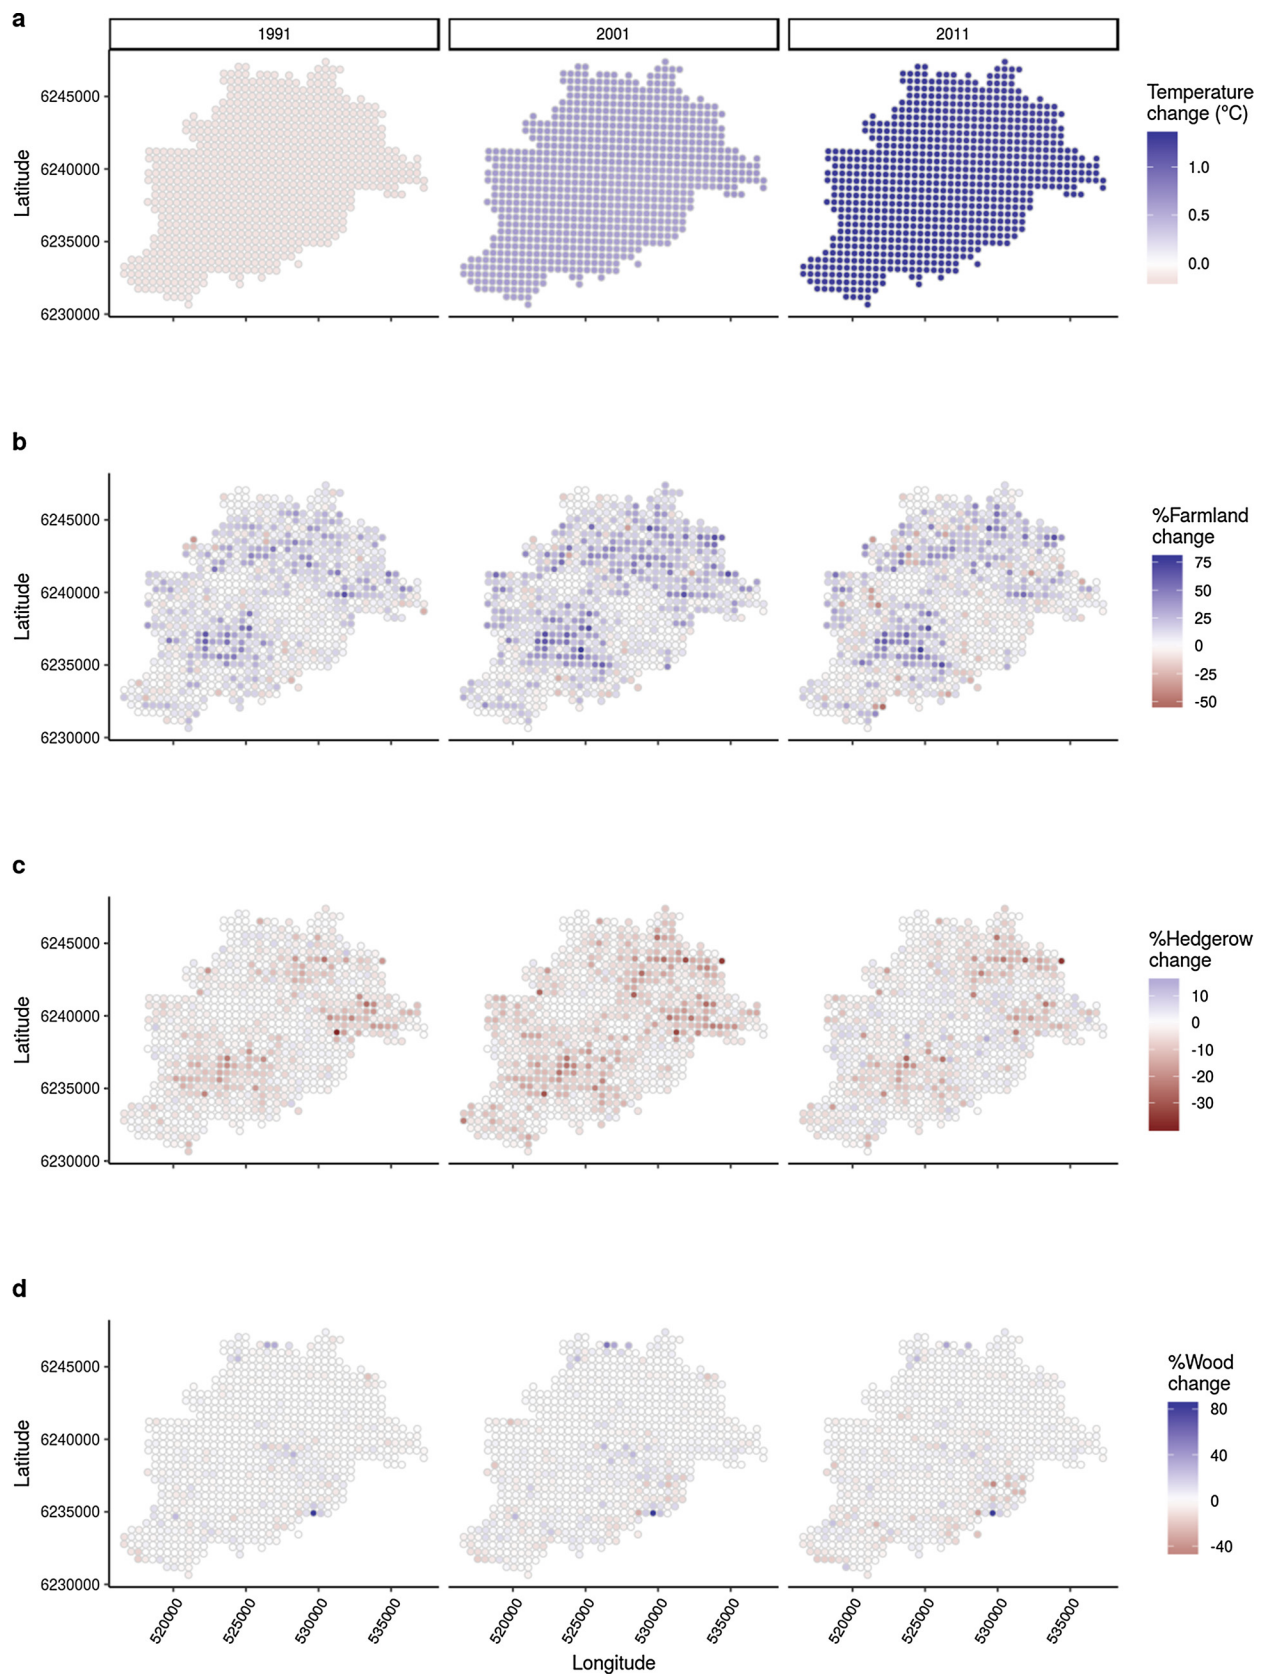 a
1991 2001 2011
Temperature
change (°C)
1.0
0.5
0.0
Latitude
6245000
6240000
6235000
6230000
b
%Farmland
change
75
50
25
0
-25
-50
Latitude
6245000
6240000
6235000
6230000
c
%Hedgerow
change
10
0
-10
-20
-30
Latitude
6245000
6240000
6235000
6230000
d
%Wood
change
80
40
0
-40
Latitude
6245000
6240000
6235000
6230000
520000 525000 530000 535000 520000 525000 530000 535000 520000 525000 530000 535000
Longitude